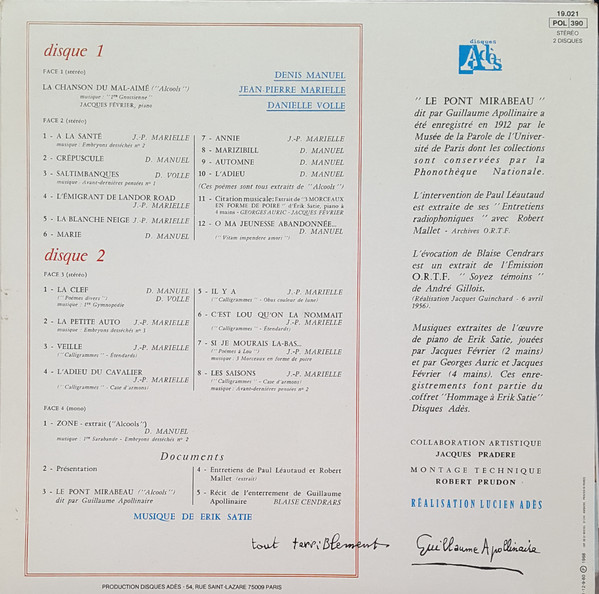 19.021
POL 390
STÉRÉO
2 DISQUES
disques
Adès
disque 1
FACE 1 (stéréo)
LA CHANSON DU MAL-AIMÉ ("Alcools")
musique : "1re Gnossienne"
JACQUES FÉVRIER, piano
DENIS MANUEL
JEAN-PIERRE MARIELLE
DANIELLE VOLLE
FACE 2 (stéréo)
1 - A LA SANTÉ J.-P. MARIELLE
musique : Embryons desséchés nº 2
2 - CRÉPUSCULE D. MANUEL
3 - SALTIMBANQUES D. VOLLE
musique : Avant-dernières pensées nº 1
4 - L'ÉMIGRANT DE LANDOR ROAD
J.-P. MARIELLE
5 - LA BLANCHE NEIGE J.-P. MARIELLE
6 - MARIE D. MANUEL
7 - ANNIE J.-P. MARIELLE
8 - MARIZIBILL D. MANUEL
9 - AUTOMNE D. MANUEL
10 - L'ADIEU D. MANUEL
(Ces poèmes sont tous extraits de "Alcools")
11 - Citation musicale: Extrait de "3 MORCEAUX
EN FORME DE POIRE" d'Erik Satie, piano à
4 mains - GEORGES AURIC - JACQUES FÉVRIER
12 - O MA JEUNESSE ABANDONNÉE...
D. MANUEL
("Vitam impendere amori")
disque 2
FACE 3 (stéréo)
1 - LA CLEF D. MANUEL
("Poèmes divers") D. VOLLE
musique : 1re Gymnopédie
2 - LA PETITE AUTO J.-P. MARIELLE
musique : Embryons desséchés nº 3
3 - VEILLE J.-P. MARIELLE
("Calligrammes" - Étendards)
4 - L'ADIEU DU CAVALIER
J.-P. MARIELLE
("Calligrammes" - Case d'armons)
5 - IL Y A J.-P. MARIELLE
("Calligrammes" - Obus couleur de lune)
6 - C'EST LOU QU'ON LA NOMMAIT
J.-P. MARIELLE
("Calligrammes" - Étendards)
7 - SI JE MOURAIS LA-BAS...
("Poèmes à Lou") J.-P. MARIELLE
musique : 3 Morceaux en forme de poire
8 - LES SAISONS J.-P. MARIELLE
("Calligrammes" - Case d'armons)
musique : Avant-dernières pensées nº 2
FACE 4 (mono)
1 - ZONE - extrait ("Alcools")
D. MANUEL
musique : 1re Sarabande - Embryons desséchés nº 2
Documents
2 - Présentation
3 - LE PONT MIRABEAU ("Alcools")
dit par Guillaume Apollinaire
4 - Entretiens de Paul Léautaud et Robert
Mallet (extrait)
5 - Récit de l'enterrement de Guillaume
Apollinaire BLAISE CENDRARS
MUSIQUE DE ERIK SATIE
" LE PONT MIRABEAU "
dit par Guillaume Apollinaire a
été enregistré en 1912 par le
Musée de la Parole de l'Univer-
sité de Paris dont les collections
sont conservées par la
Phonothèque Nationale.
L'intervention de Paul Léautaud
est extraite de ses "Entretiens
radiophoniques" avec Robert
Mallet - Archives O.R.T.F.
L'évocation de Blaise Cendrars
est un extrait de l'Émission
O.R.T.F. "Soyez témoins"
de André Gillois.
(Réalisation Jacques Guinchard - 6 avril
1956).
Musiques extraites de l'œuvre
de piano de Erik Satie, jouées
par Jacques Février (2 mains)
et par Georges Auric et Jacques
Février (4 mains). Ces enre-
gistrements font partie du
coffret "Hommage à Erik Satie"
Disques Adès.
COLLABORATION ARTISTIQUE
JACQUES PRADERE
MONTAGE TECHNIQUE
ROBERT PRUDON
RÉALISATION LUCIEN ADÈS
tout terriblement
Guillaume Apollinaire
PRODUCTION DISQUES ADÈS - 54, RUE SAINT-LAZARE 75009 PARIS